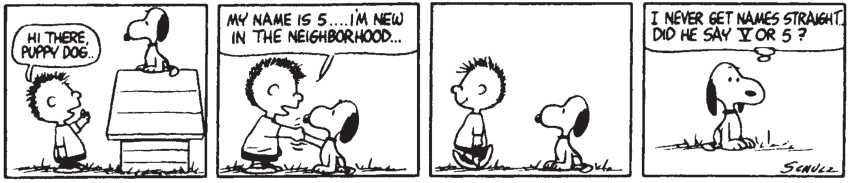 HI THERE,
PUPPY DOG..
MY NAME IS 5....I'M NEW
IN THE NEIGHBORHOOD...
I NEVER GET NAMES STRAIGHT.
DID HE SAY V OR 5 ?
SCHULZ